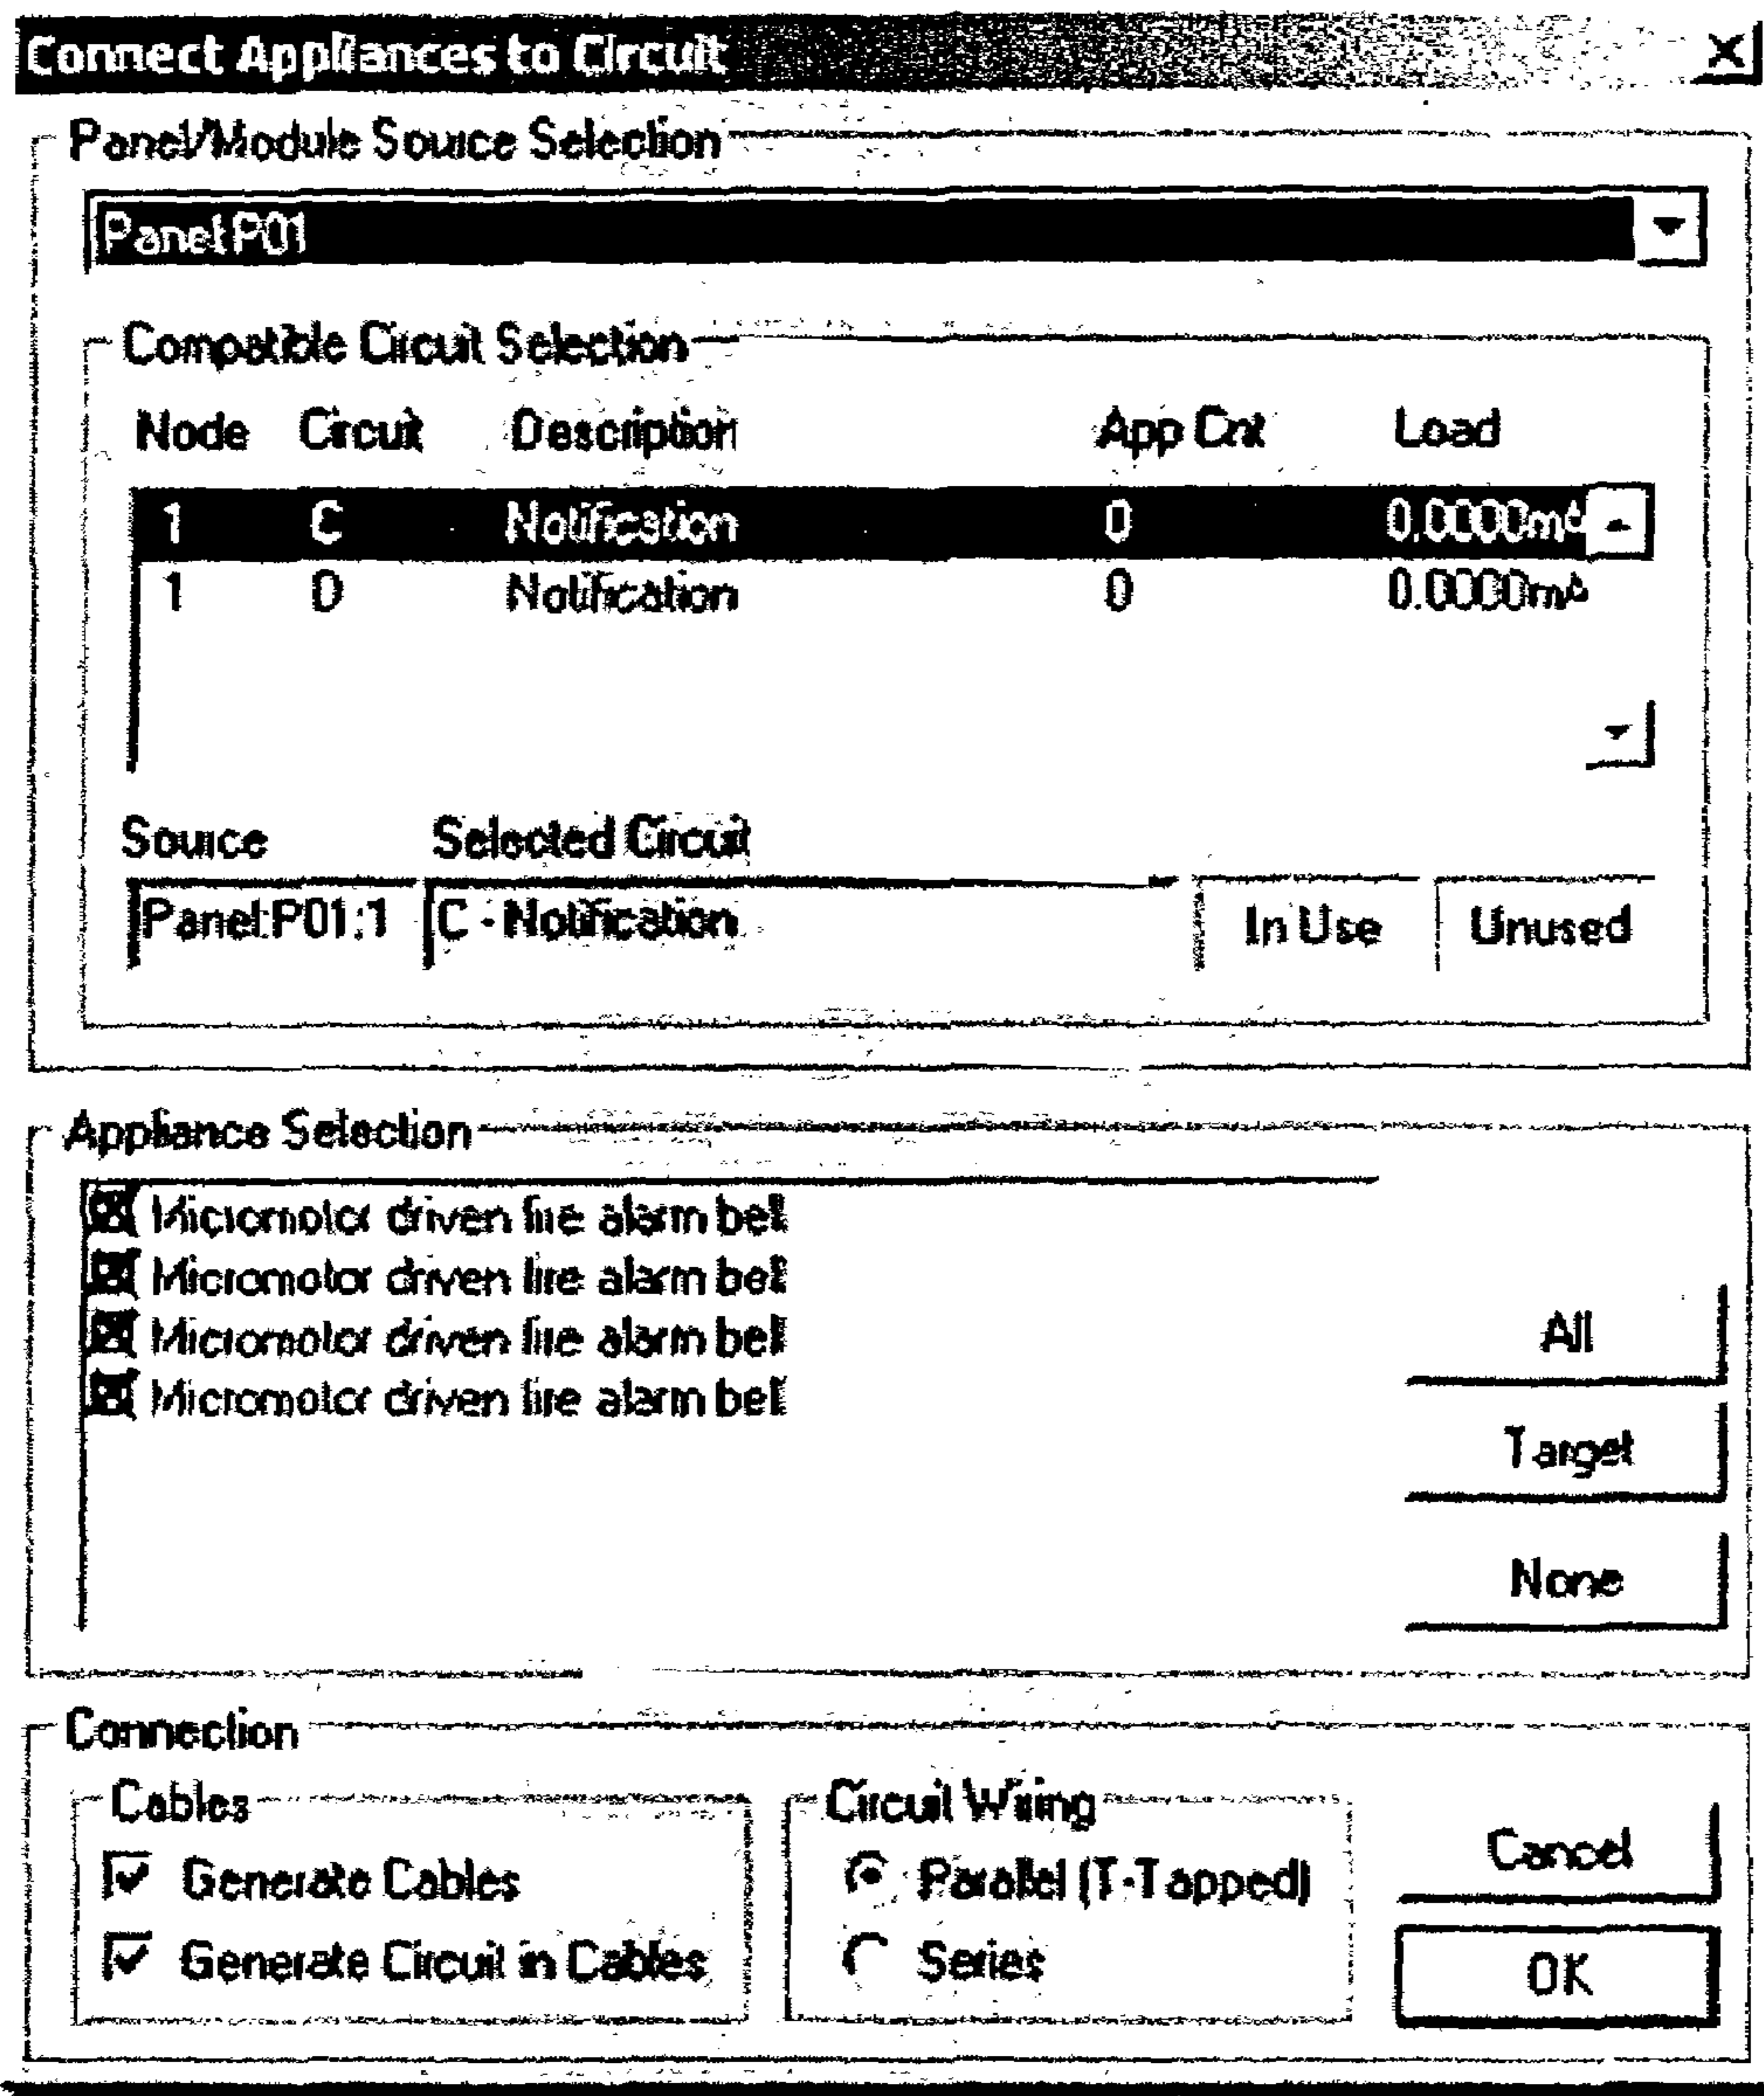 Connect Appliances to Circuit
Panel/Module Source Selection
Panel:P01
Compatible Circuit Selection
Node Circuit Description App Cnt Load
1 C Notification 0 0.0000mA
1 D Notification 0 0.0000mA
Source Selected Circuit
Panel:P01:1 C - Notification In Use Unused
Appliance Selection
Micromotor driven fire alarm bell
Micromotor driven fire alarm bell
Micromotor driven fire alarm bell
Micromotor driven fire alarm bell
All
Target
None
Connection
Cables Circuit Wiring
Generate Cables Parallel (T-Tapped) Cancel
Generate Circuit in Cables Series OK